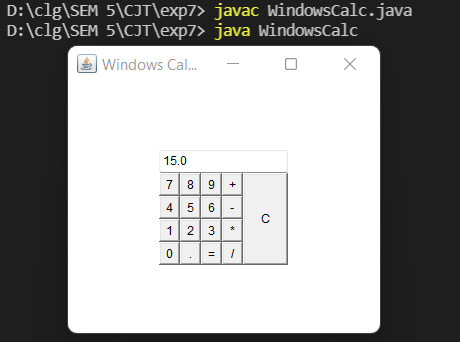 D:\clg\SEM 5\CJT\exp7> javac WindowsCalc.java
D:\clg\SEM 5\CJT\exp7> java WindowsCalc
Windows Cal...
15.0
7 8 9 +
4 5 6 -
C
1 2 3 *
0 . = /